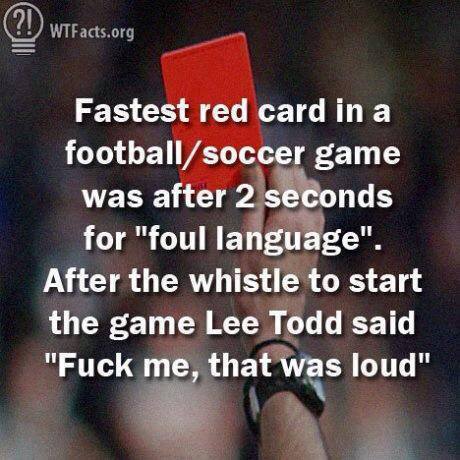 ?!
WTFacts.org
Fastest red card in a
football/soccer game
was after 2 seconds
for "foul language".
After the whistle to start
the game Lee Todd said
"Fuck me, that was loud"